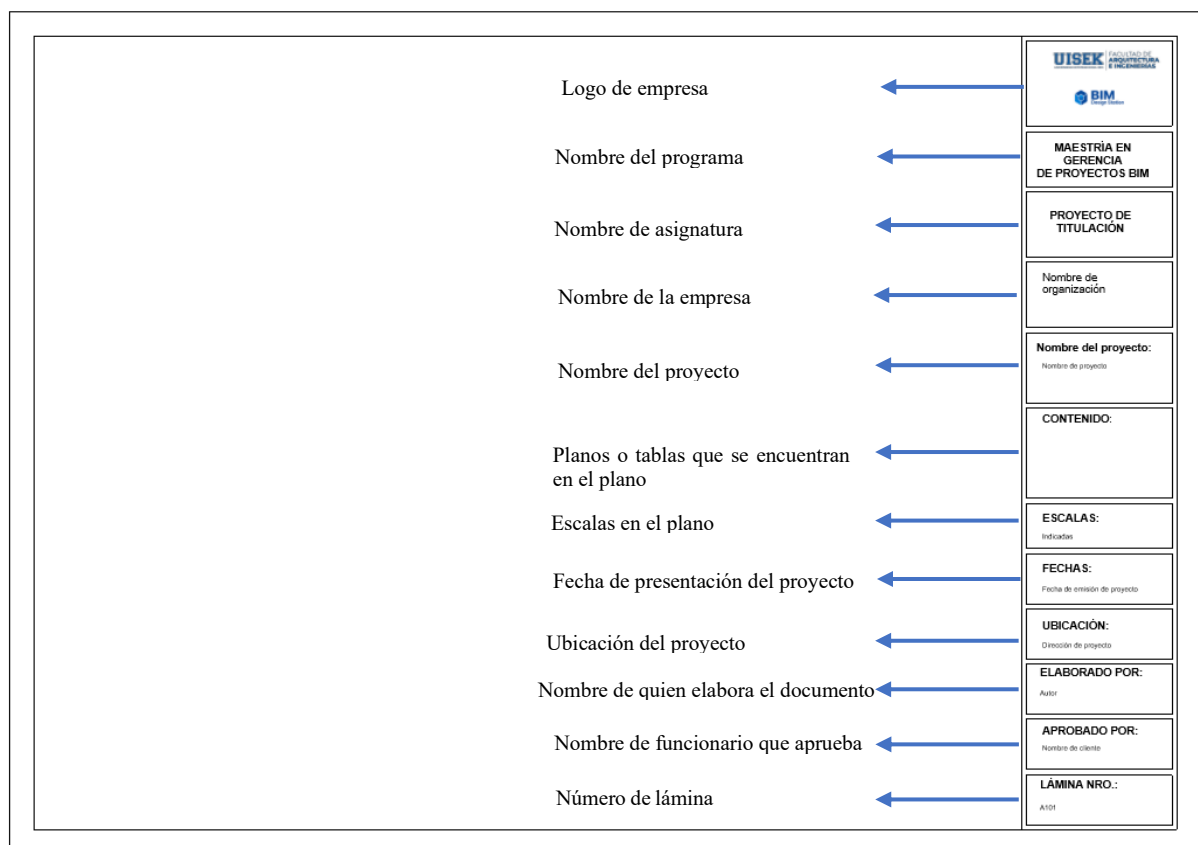 UISEK FACULTAD DE
ARQUITECTURA
E INGENIERÍAS
Logo de empresa
BIM
Design Station
Nombre del programa
MAESTRÍA EN
GERENCIA
DE PROYECTOS BIM
Nombre de asignatura
PROYECTO DE
TITULACIÓN
Nombre de la empresa
Nombre de
organización
Nombre del proyecto
Nombre del proyecto:
Nombre de proyecto
Planos o tablas que se encuentran
en el plano
CONTENIDO:
Escalas en el plano
ESCALAS:
Indicadas
Fecha de presentación del proyecto
FECHAS:
Fecha de emisión de proyecto
Ubicación del proyecto
UBICACIÓN:
Dirección de proyecto
Nombre de quien elabora el documento
ELABORADO POR:
Autor
Nombre de funcionario que aprueba
APROBADO POR:
Nombre de cliente
Número de lámina
LÁMINA NRO.:
A101